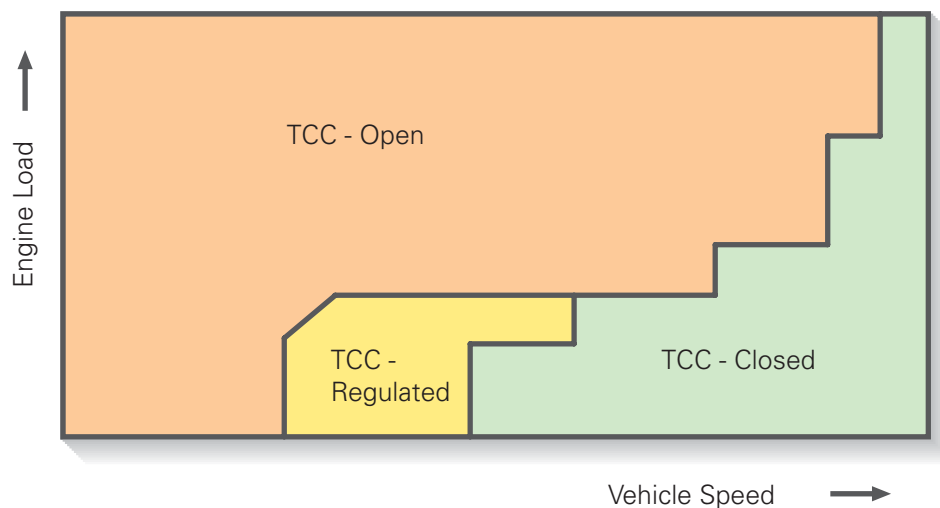 TCC - Open
Engine Load
TCC -
Regulated
TCC - Closed
Vehicle Speed